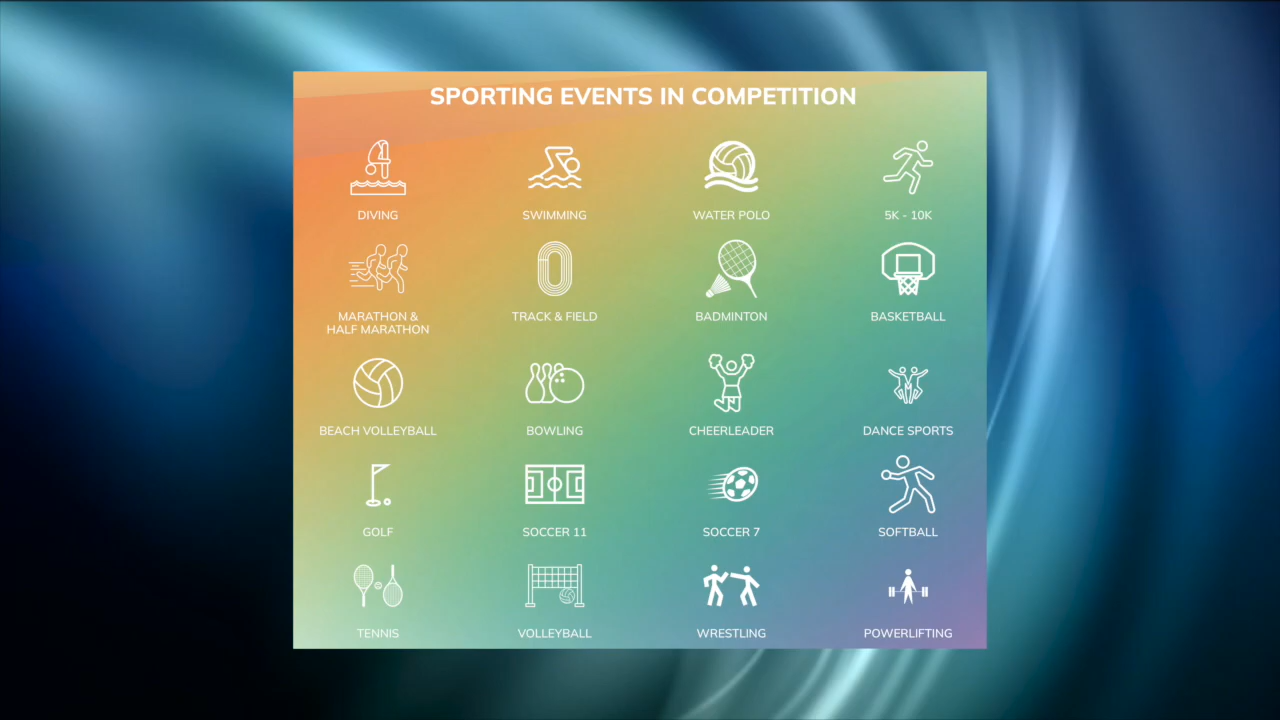 SPORTING EVENTS IN COMPETITION
DIVING
SWIMMING
WATER POLO
5K - 10K
MARATHON &
HALF MARATHON
TRACK & FIELD
BADMINTON
BASKETBALL
BEACH VOLLEYBALL
BOWLING
CHEERLEADER
DANCE SPORTS
GOLF
SOCCER 11
SOCCER 7
SOFTBALL
TENNIS
VOLLEYBALL
WRESTLING
POWERLIFTING